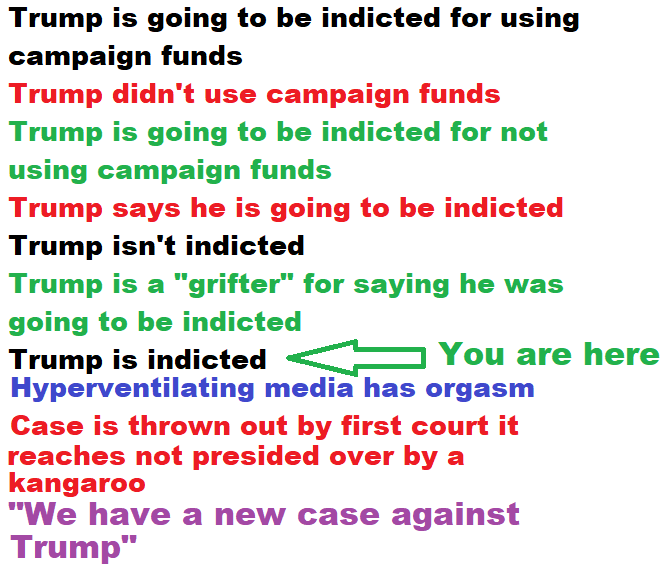 Trump is going to be indicted for using
campaign funds
Trump didn't use campaign funds
Trump is going to be indicted for not
using campaign funds
Trump says he is going to be indicted
Trump isn't indicted
Trump is a "grifter" for saying he was
going to be indicted
Trump is indicted
You are here
Hyperventilating media has orgasm
Case is thrown out by first court it
reaches not presided over by a
kangaroo
"We have a new case against
Trump"